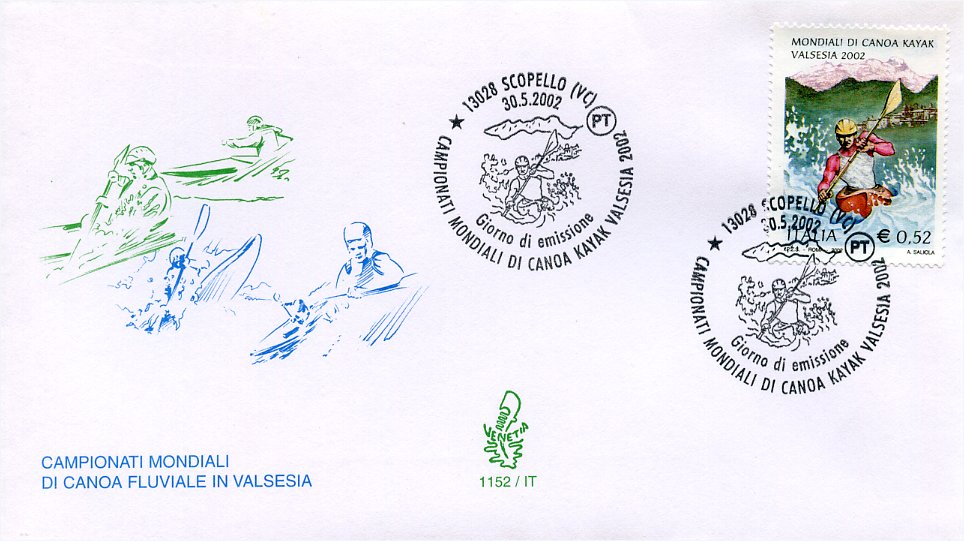 MONDIALI DI CANOA KAYAK
VALSESIA 2002
ITALIA € 0,52
A. SALIOLA
13028 SCOPELLO (VC)
30.5.2002
PT
Giorno di emissione
★ CAMPIONATI MONDIALI DI CANOA KAYAK VALSESIA 2002
13028 SCOPELLO (VC)
30.5.2002
PT
Giorno di emissione
★ CAMPIONATI MONDIALI DI CANOA KAYAK VALSESIA 2002
VENETIA
1152 / IT
CAMPIONATI MONDIALI
DI CANOA FLUVIALE IN VALSESIA